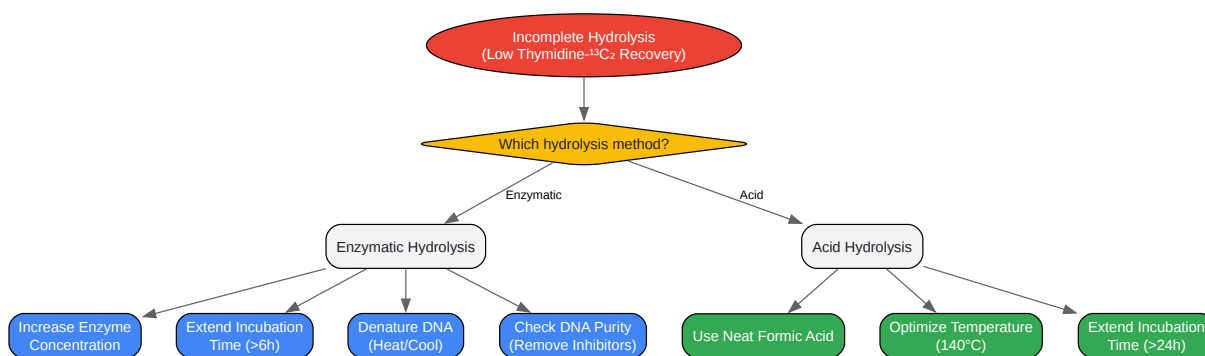 Incomplete Hydrolysis
(Low Thymidine-¹³C₂ Recovery)
Which hydrolysis method?
Enzymatic
Acid
Enzymatic Hydrolysis
Acid Hydrolysis
Increase Enzyme
Concentration
Extend Incubation
Time (>6h)
Denature DNA
(Heat/Cool)
Check DNA Purity
(Remove Inhibitors)
Use Neat Formic Acid
Optimize Temperature
(140°C)
Extend Incubation
Time (>24h)